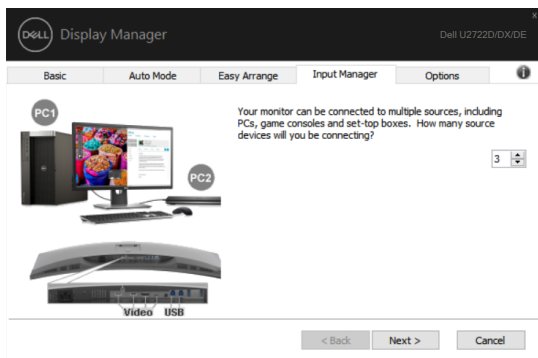 x
DELL Display Manager
Dell U2722D/DX/DE
Basic Auto Mode Easy Arrange Input Manager Options
PC1
Your monitor can be connected to multiple sources, including
PCs, game consoles and set-top boxes. How many source
devices will you be connecting?
3
PC2
Video USB
< Back Next > Cancel